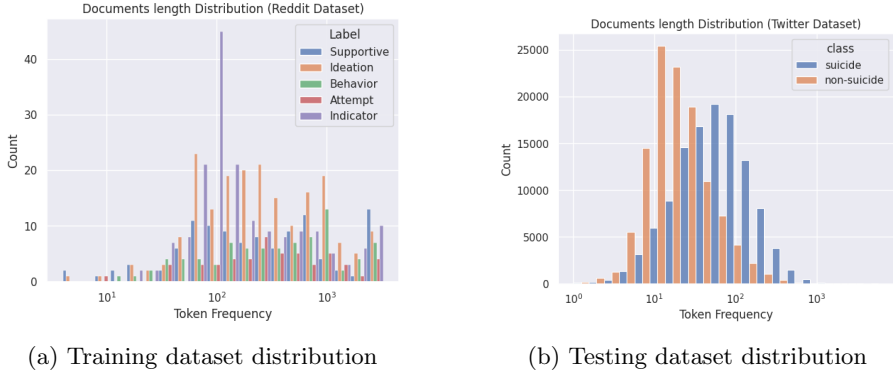 Documents length Distribution (Reddit Dataset)
Label
Supportive
Ideation
Behavior
Attempt
Indicator
Count
40
30
20
10
0
10¹ 10² 10³
Token Frequency
(a) Training dataset distribution
Documents length Distribution (Twitter Dataset)
class
suicide
non-suicide
Count
25000
20000
15000
10000
5000
0
10⁰ 10¹ 10² 10³
Token Frequency
(b) Testing dataset distribution